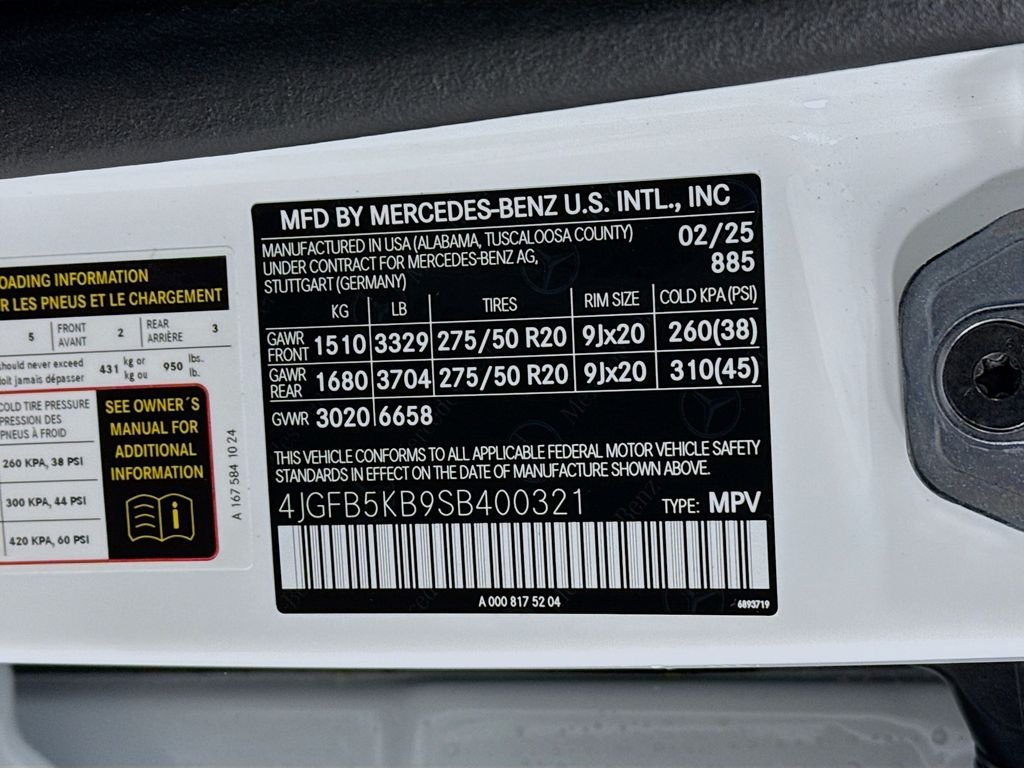 MFD BY MERCEDES-BENZ U.S. INTL., INC
MANUFACTURED IN USA (ALABAMA, TUSCALOOSA COUNTY) 02/25
UNDER CONTRACT FOR MERCEDES-BENZ AG, 885
STUTTGART (GERMANY)
KG LB TIRES RIM SIZE COLD KPA(PSI)
GAWR FRONT 1510 3329 275/50 R20 9Jx20 260(38)
GAWR REAR 1680 3704 275/50 R20 9Jx20 310(45)
GVWR 3020 6658
THIS VEHICLE CONFORMS TO ALL APPLICABLE FEDERAL MOTOR VEHICLE SAFETY
STANDARDS IN EFFECT ON THE DATE OF MANUFACTURE SHOWN ABOVE.
4JGFB5KB9SB400321 TYPE: MPV
A 000 817 52 04 6893719
OADING INFORMATION
R LES PNEUS ET LE CHARGEMENT
5 FRONT AVANT 2 REAR ARRIÈRE 3
should never exceed 431 kg or 950 lbs.
oit jamais dépasser kg ou lb.
COLD TIRE PRESSURE
PRESSION DES
PNEUS À FROID
260 KPA, 38 PSI
300 KPA, 44 PSI
420 KPA, 60 PSI
SEE OWNER´S
MANUAL FOR
ADDITIONAL
INFORMATION
A 167 584 10 24